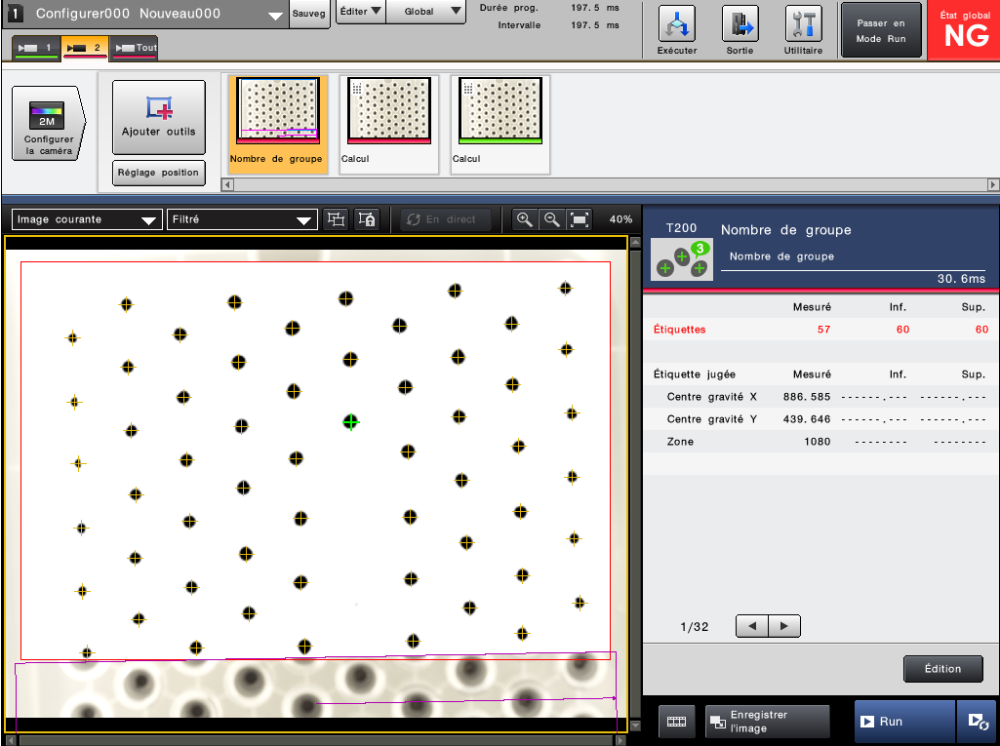 1 Configurer000 Nouveau000
Sauveg
Éditer
Global
Durée prog. 197.5 ms
Intervalle 197.5 ms
Exécuter
Sortie
Utilitaire
Passer en
Mode Run
État global
NG
1
2
Tout
2M
Configurer
la caméra
Ajouter outils
Réglage position
Nombre de groupe
Calcul
Calcul
Image courante
Filtré
En direct
40%
T200 Nombre de groupe
3
Nombre de groupe
30.6ms
Mesuré Inf. Sup.
Étiquettes 57 60 60
Étiquette jugée Mesuré Inf. Sup.
Centre gravité X 886.585 ------.--- ------.---
Centre gravité Y 439.646 ------.--- ------.---
Zone 1080 -------- --------
1/32
Édition
Enregistrer
l'image
Run